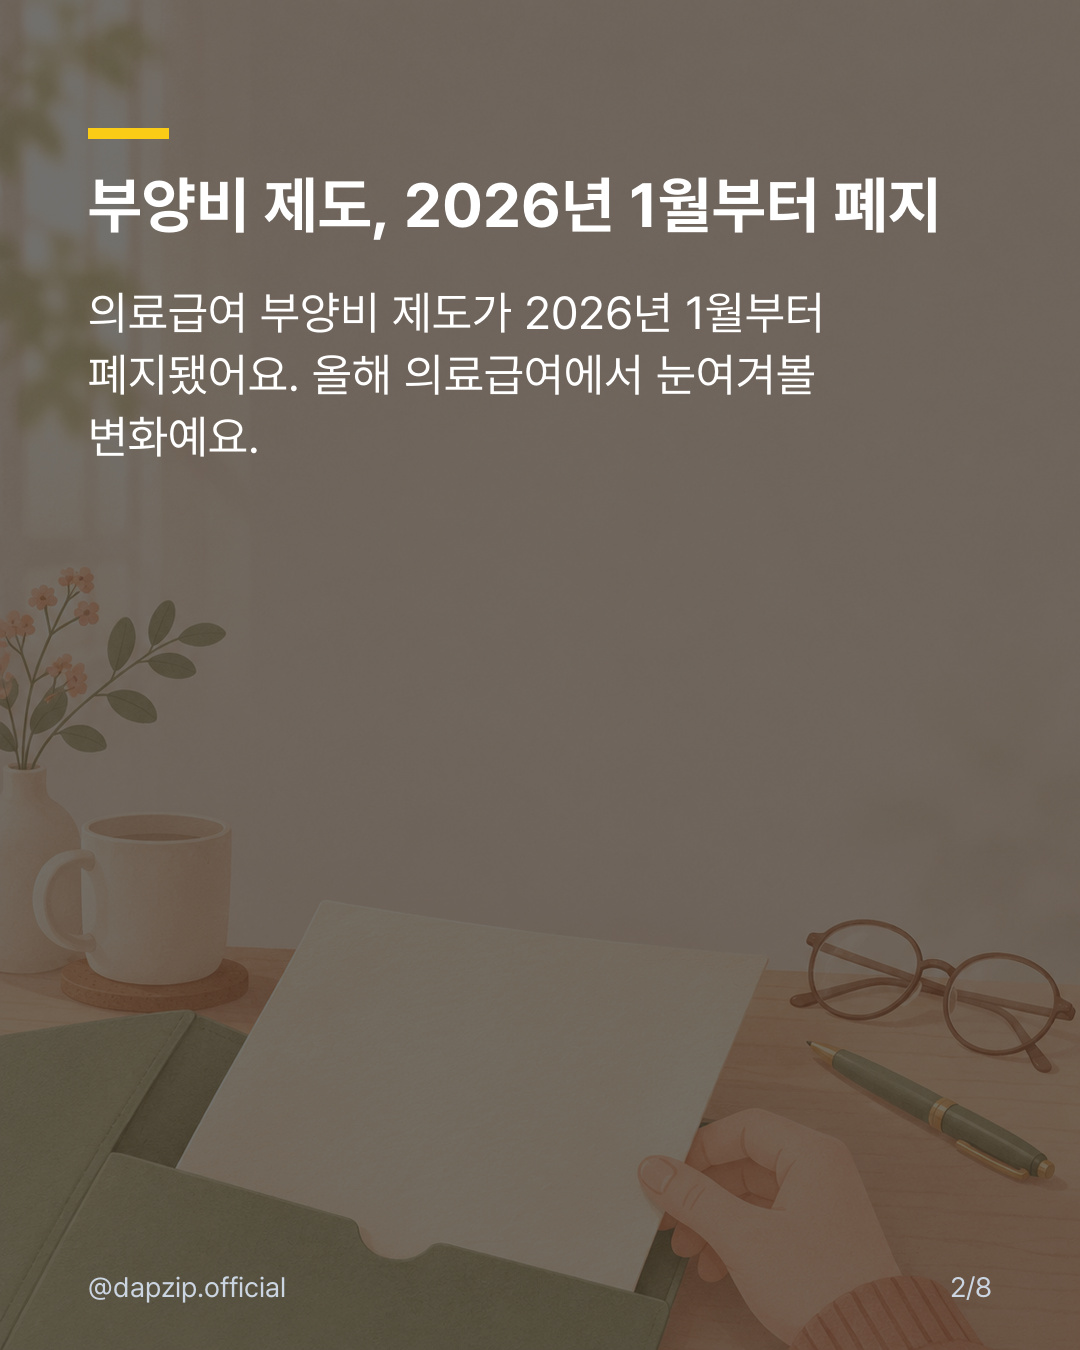 부양비 제도, 2026년 1월부터 폐지
의료급여 부양비 제도가 2026년 1월부터
폐지됐어요. 올해 의료급여에서 눈여겨볼
변화예요.
@dapzip.official
2/8